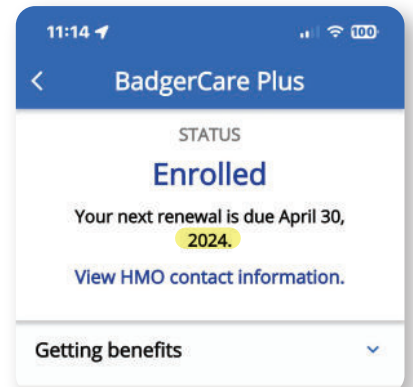 11:14
100
BadgerCare Plus
STATUS
Enrolled
Your next renewal is due April 30,
2024.
View HMO contact information.
Getting benefits